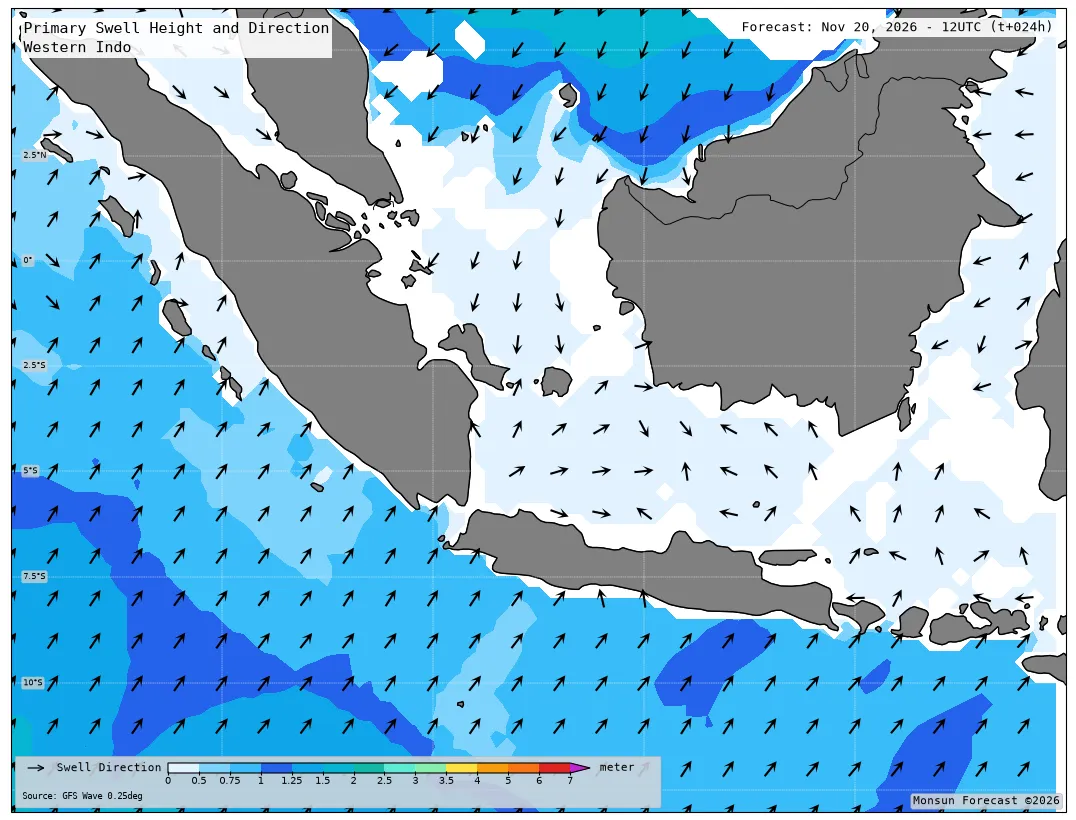 Primary Swell Height and Direction
Western Indo
Forecast: Nov 20, 2026 - 12UTC (t+024h)
2.5°N
0°
2.5°S
5°S
7.5°S
10°S
Swell Direction
meter
0 0.5 0.75 1 1.25 1.5 2 2.5 3 3.5 4 5 6 7
Source: GFS Wave 0.25deg
Monsun Forecast ©2026